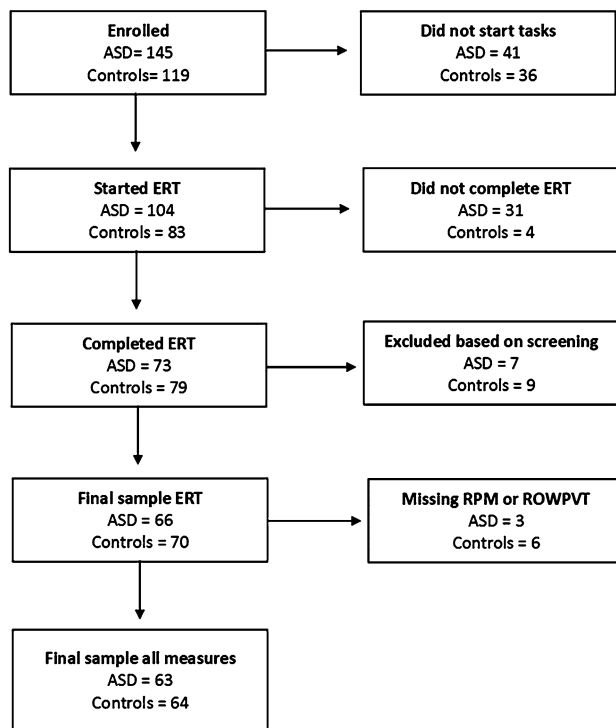 Enrolled
ASD= 145
Controls= 119
Did not start tasks
ASD = 41
Controls = 36
Started ERT
ASD = 104
Controls = 83
Did not complete ERT
ASD = 31
Controls = 4
Completed ERT
ASD = 73
Controls = 79
Excluded based on screening
ASD = 7
Controls = 9
Final sample ERT
ASD = 66
Controls = 70
Missing RPM or ROWPVT
ASD = 3
Controls = 6
Final sample all measures
ASD = 63
Controls = 64